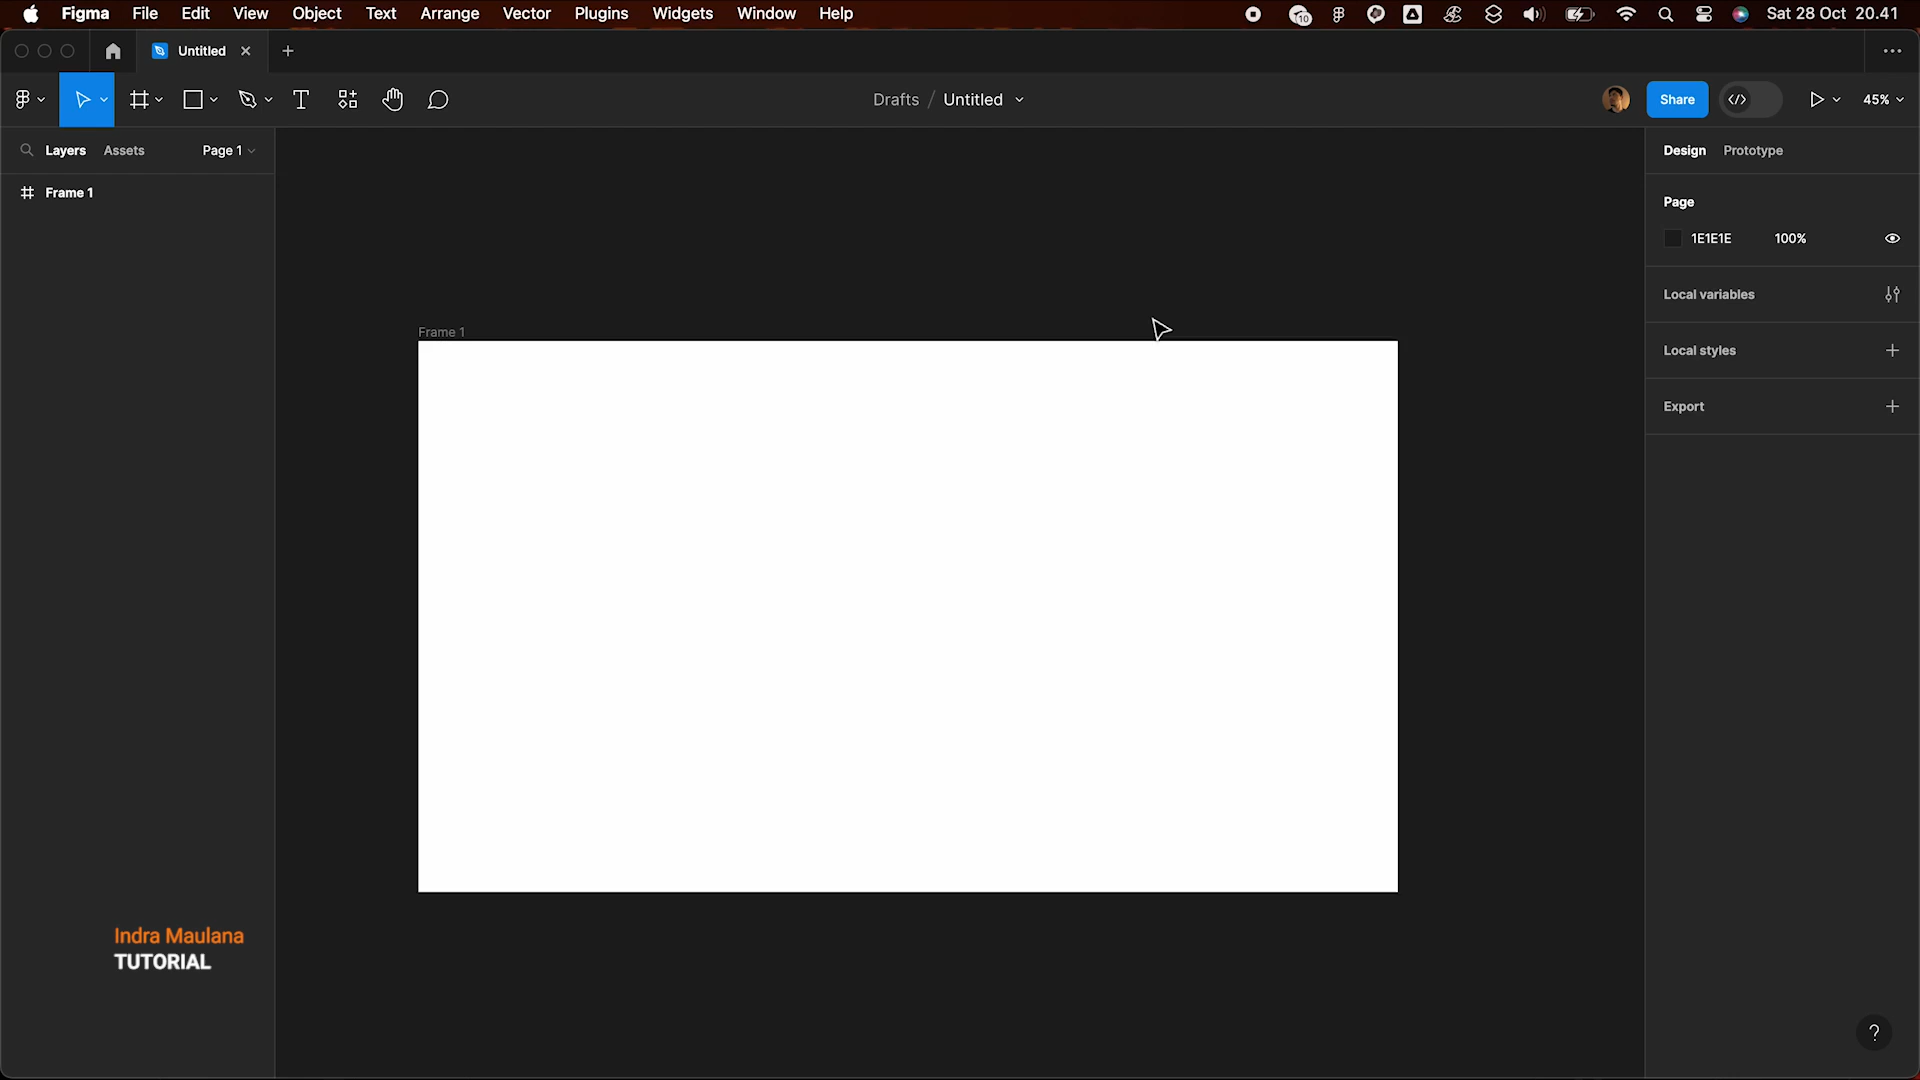 Figma File Edit View Object Text Arrange Vector Plugins Widgets Window Help
10
Sat 28 Oct 20.41
Untitled
Drafts / Untitled
Share
45%
Layers Assets Page 1
Design Prototype
Frame 1
Page
1E1E1E 100%
Local variables
Local styles
Export
Frame 1
Indra Maulana
TUTORIAL
?